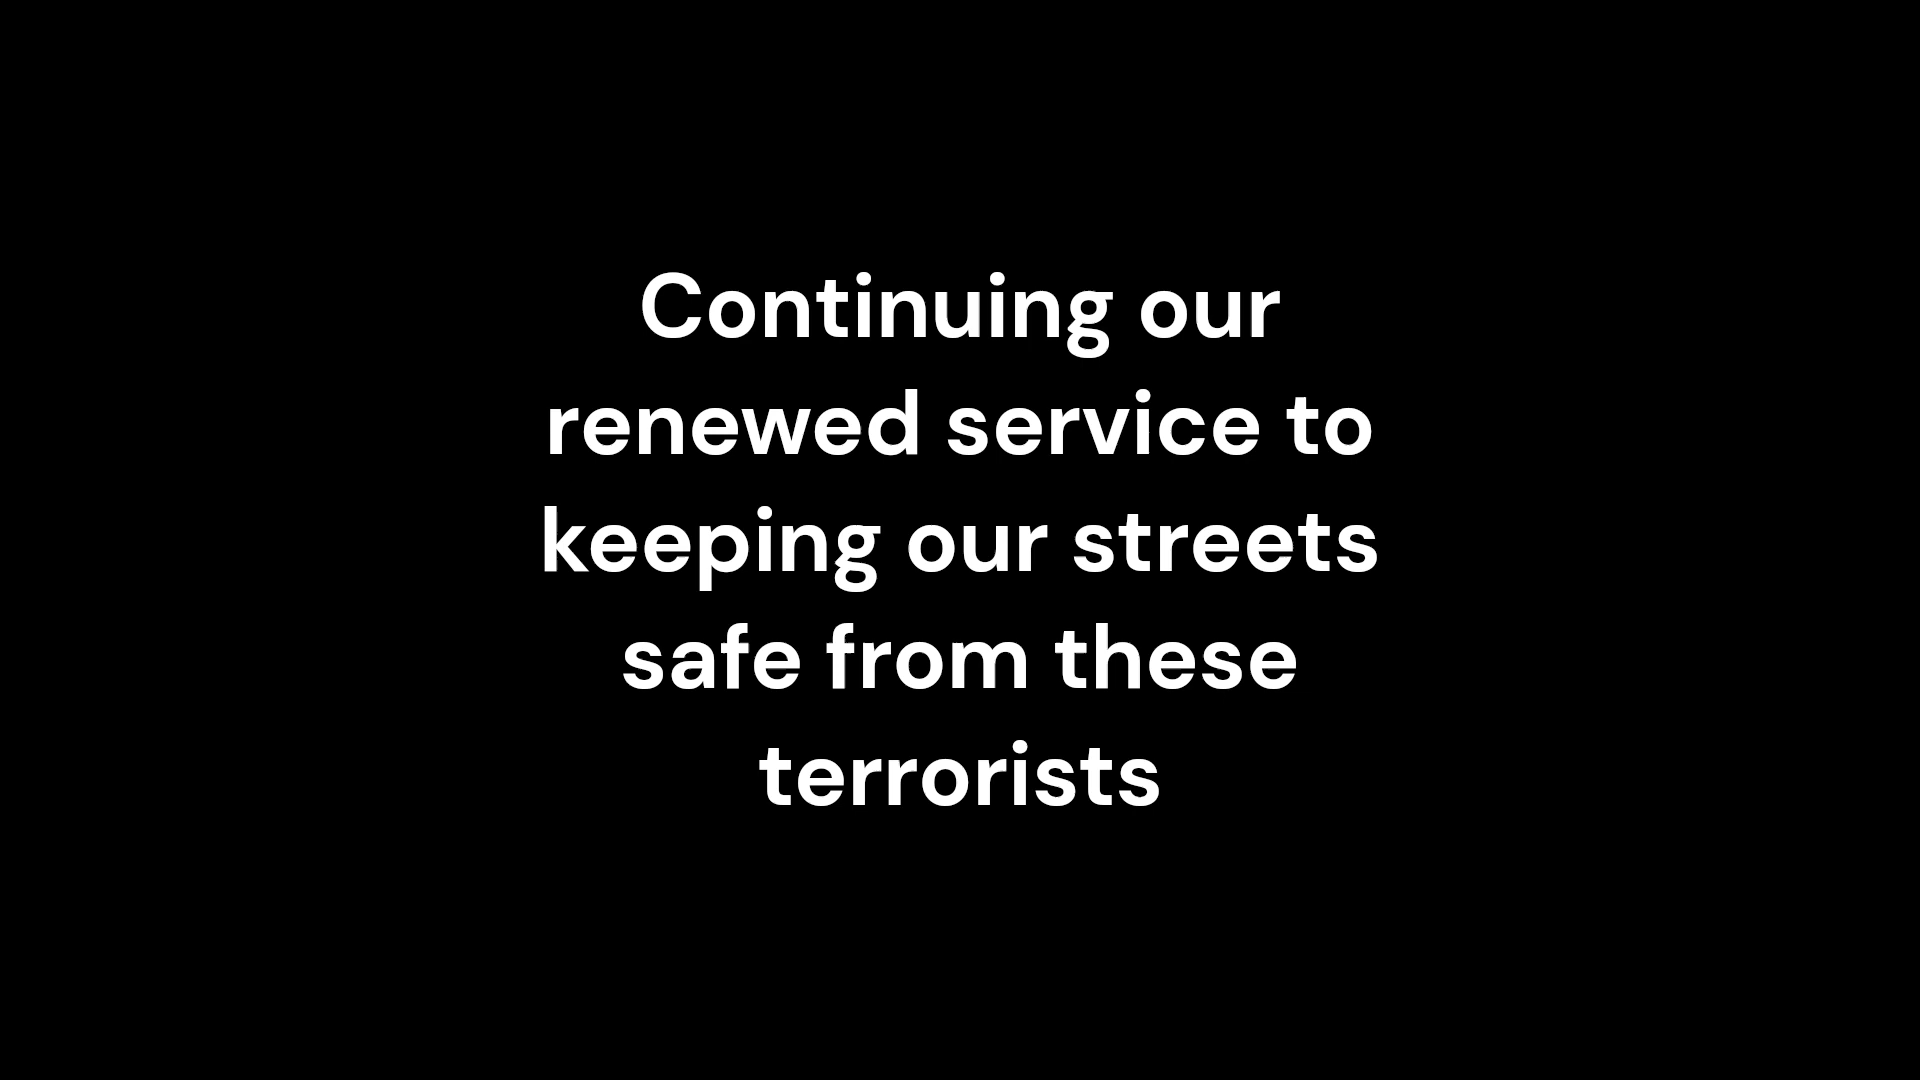 Continuing our
renewed service to
keeping our streets
safe from these
terrorists